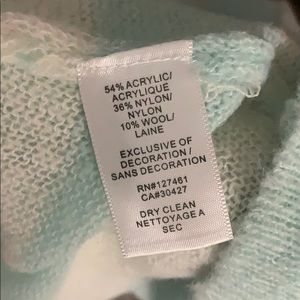 54% ACRYLIC/
ACRYLIQUE
36% NYLON/
NYLON
10% WOOL/
LAINE
EXCLUSIVE OF
DECORATION /
SANS DECORATION
RN#127461
CA#30427
DRY CLEAN
NETTOYAGE A
SEC